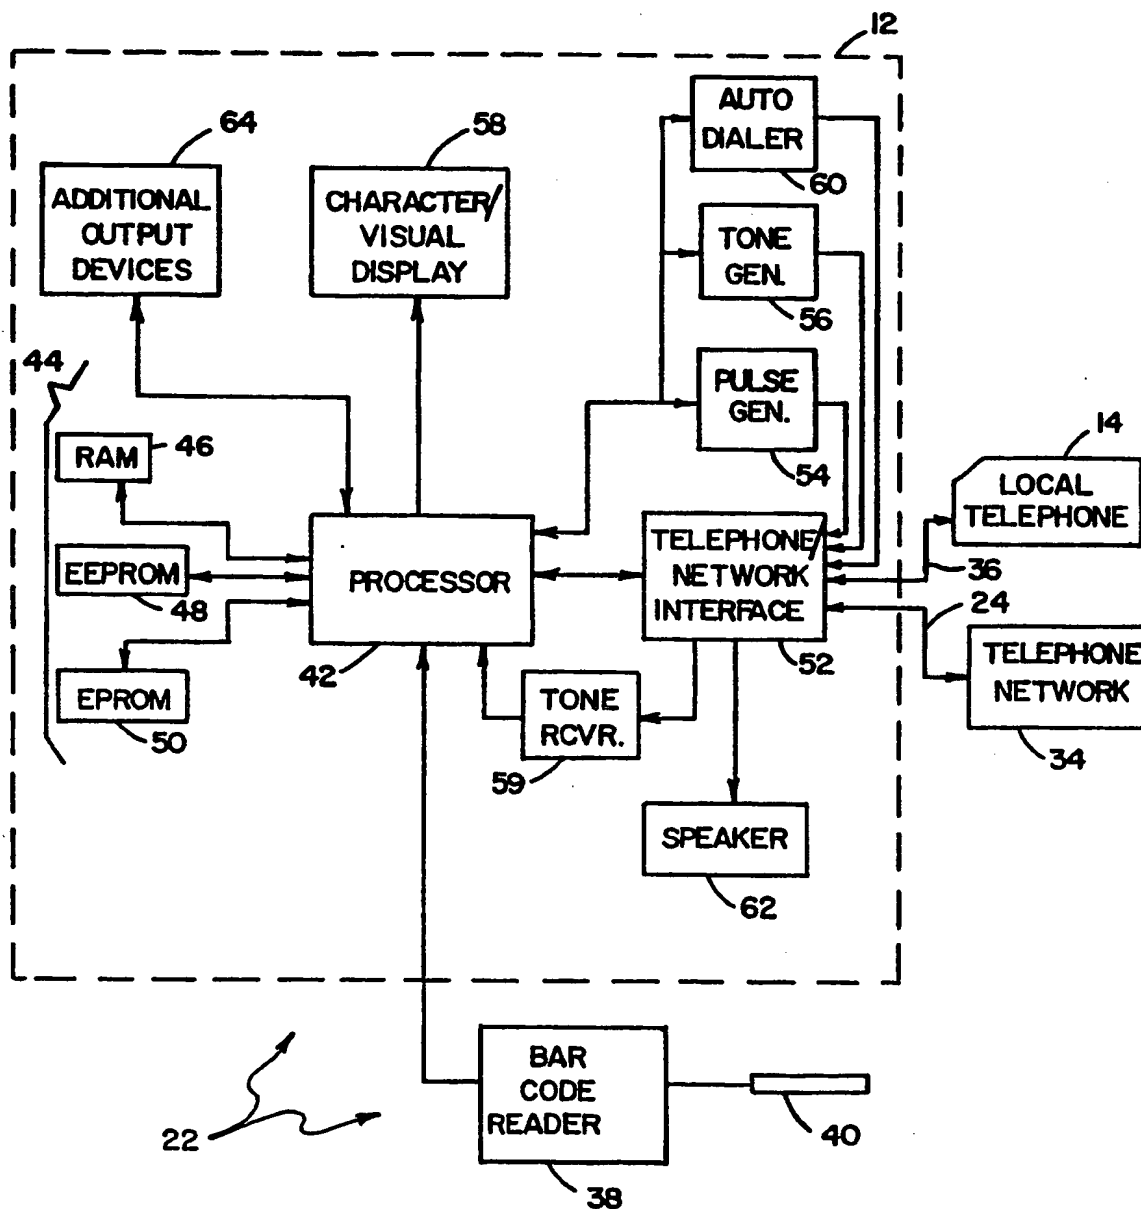 12
AUTO
DIALER
60
64
ADDITIONAL
OUTPUT
DEVICES
58
CHARACTER/
VISUAL
DISPLAY
TONE
GEN.
56
44
PULSE
GEN.
54
RAM
46
14
LOCAL
TELEPHONE
36
EEPROM
48
PROCESSOR
42
TELEPHONE/
NETWORK
INTERFACE
52
24
TELEPHONE
NETWORK
34
EPROM
50
TONE
RCVR.
59
SPEAKER
62
22
BAR
CODE
READER
38
40